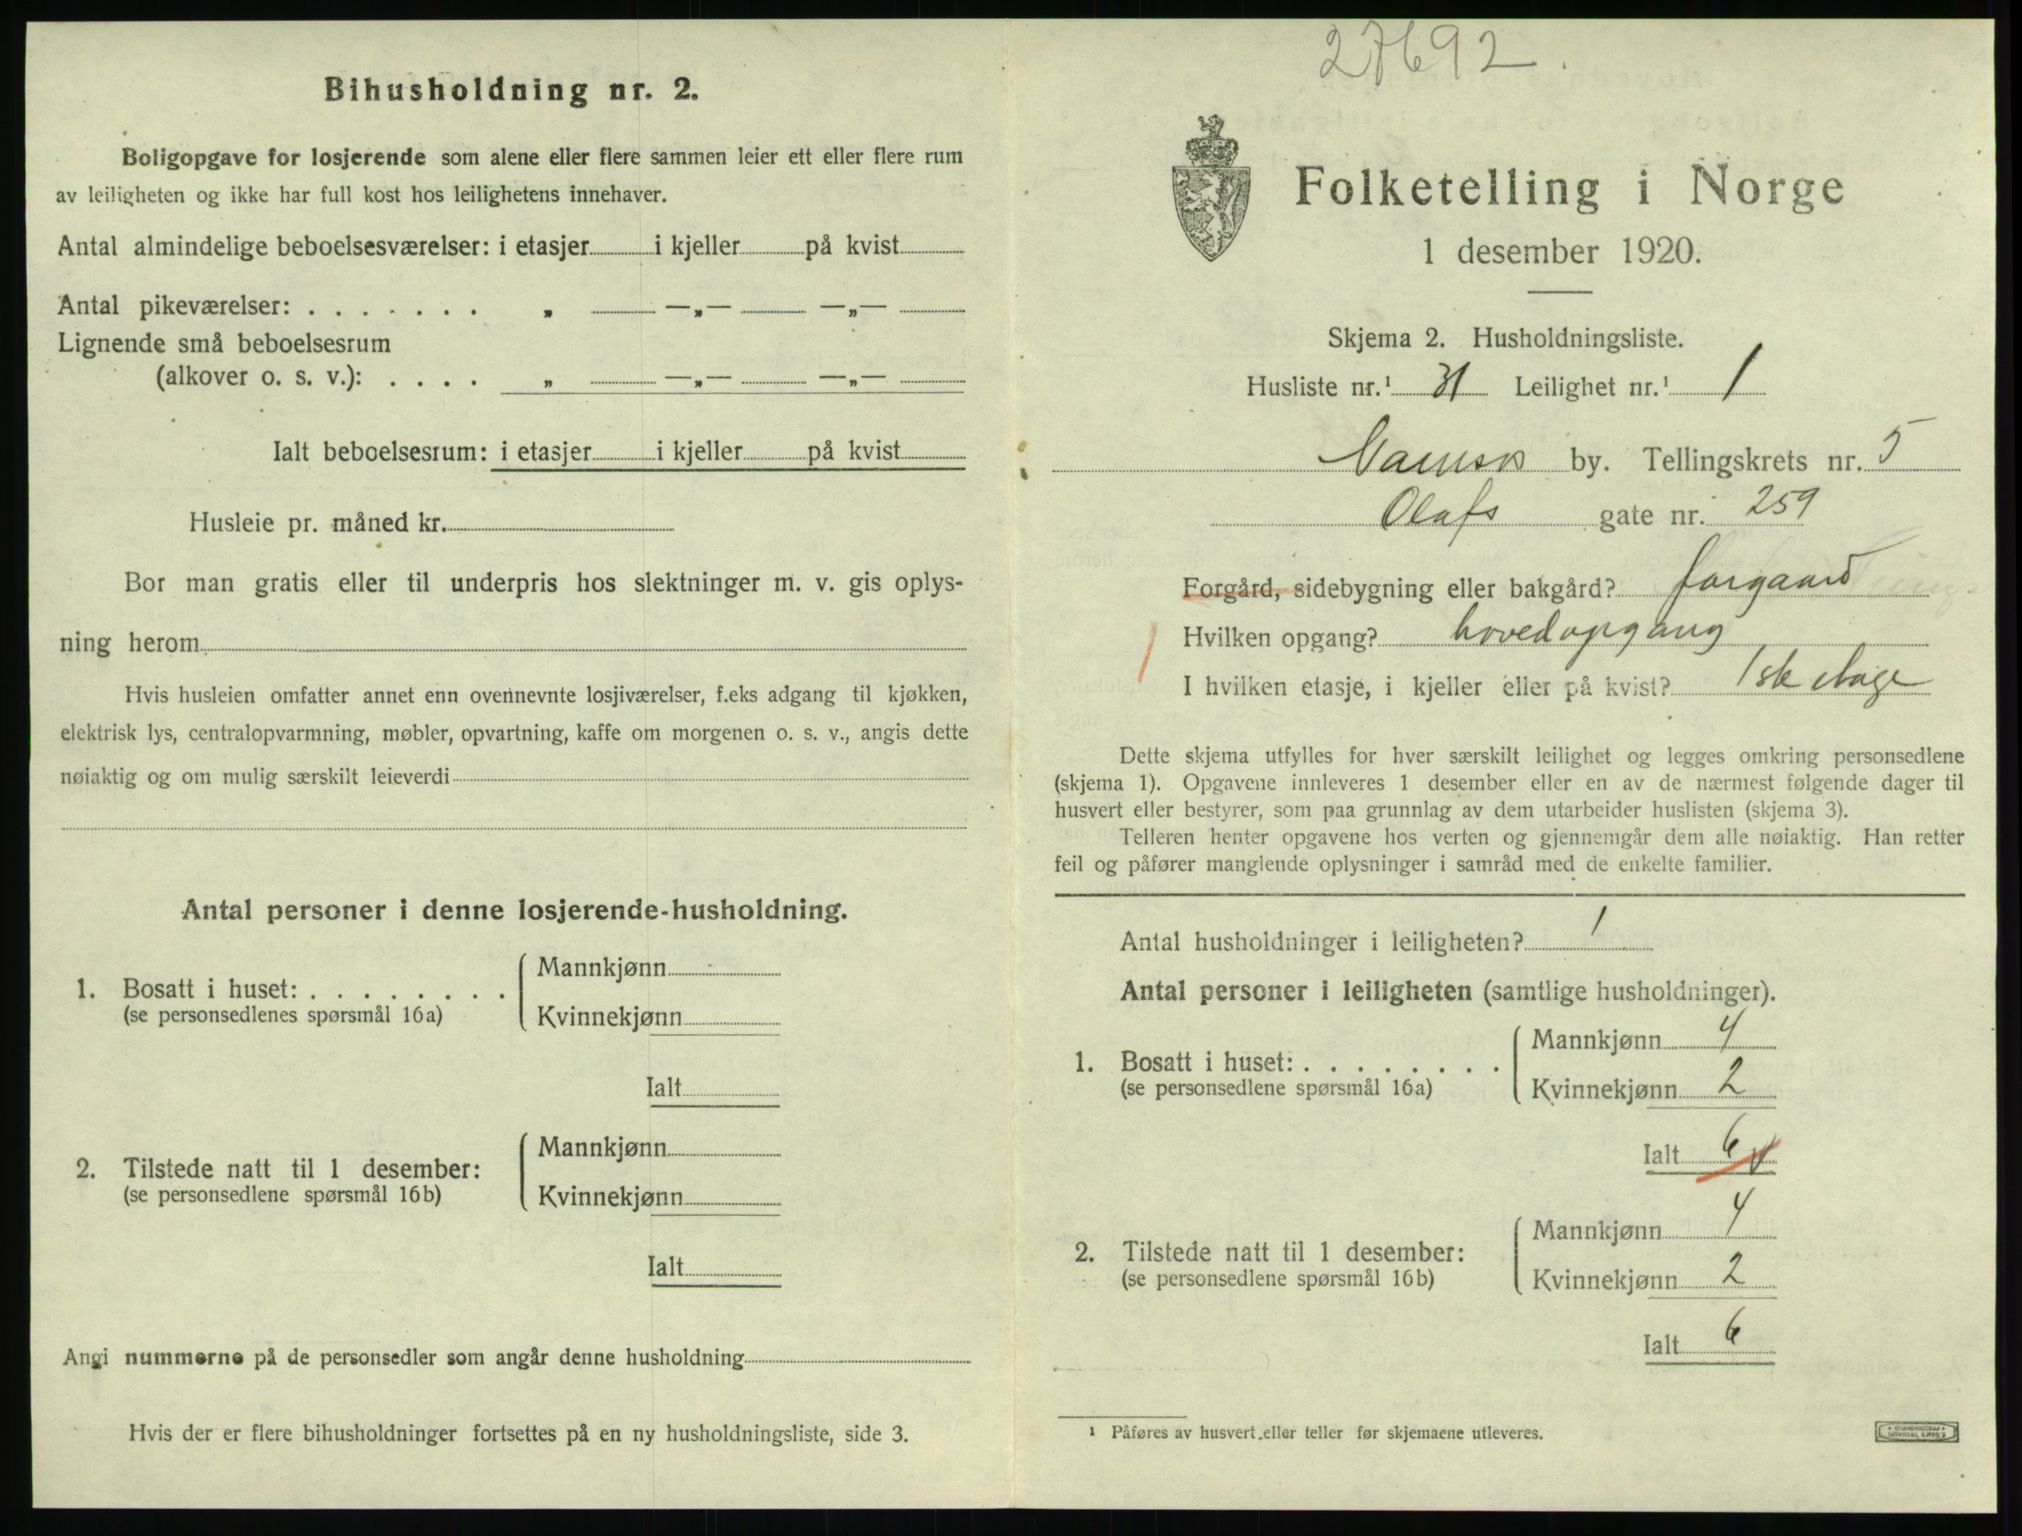 Bihusholdning nr. 2.
Boligopgave for losjerende som alene eller flere sammen leier ett eller flere rum
av leiligheten og ikke har full kost hos leilighetens innehaver.
Antal almindelige beboelsesværelser: i etasjer i kjeller på kvist
Antal pikeværelser: . . . . . . . „ —„— —„—
Lignende små beboelsesrum
(alkover o. s. v.): . . . . „ —„— —„—
Ialt beboelsesrum: i etasjer i kjeller på kvist
Husleie pr. måned kr.
Bor man gratis eller til underpris hos slektninger m. v. gis oplys-
ning herom
Hvis husleien omfatter annet enn ovennevnte losjiværelser, f.eks adgang til kjøkken,
elektrisk lys, centralopvarmning, møbler, opvartning, kaffe om morgenen o. s. v., angis dette
nøiaktig og om mulig særskilt leieverdi
Antal personer i denne losjerende-husholdning.
1. Bosatt i huset: . . . . . . . .
(se personsedlenes spørsmål 16a)
Mannkjønn
Kvinnekjønn
Ialt
2. Tilstede natt til 1 desember:
(se personsedlene spørsmål 16b)
Mannkjønn
Kvinnekjønn
Ialt
Angi nummerne på de personsedler som angår denne husholdning
Hvis der er flere bihusholdninger fortsettes på en ny husholdningsliste, side 3.
27692.
Folketelling i Norge
1 desember 1920.
Skjema 2. Husholdningsliste.
Husliste nr.¹ 31 Leilighet nr.¹ 1
Namsos by. Tellingskrets nr. 5
Olafs gate nr. 259
Forgård, sidebygning eller bakgård? forgaard
Hvilken opgang? hovedopgang
I hvilken etasje, i kjeller eller på kvist? 1ste etage
Dette skjema utfylles for hver særskilt leilighet og legges omkring personsedlene
(skjema 1). Opgavene innleveres 1 desember eller en av de nærmest følgende dager til
husvert eller bestyrer, som paa grunnlag av dem utarbeider huslisten (skjema 3).
Telleren henter opgavene hos verten og gjennemgår dem alle nøiaktig. Han retter
feil og påfører manglende oplysninger i samråd med de enkelte familier.
Antal husholdninger i leiligheten? 1
Antal personer i leiligheten (samtlige husholdninger).
1. Bosatt i huset: . . . . . . . .
(se personsedlene spørsmål 16a)
Mannkjønn 4
Kvinnekjønn 2
Ialt 6
2. Tilstede natt til 1 desember:
(se personsedlene spørsmål 16b)
Mannkjønn 4
Kvinnekjønn 2
Ialt 6
¹ Påføres av husvert eller teller før skjemaene utleveres.